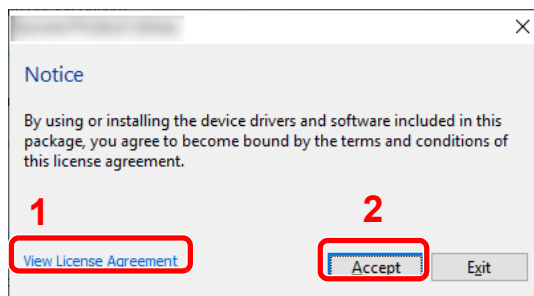 Notice
By using or installing the device drivers and software included in this
package, you agree to become bound by the terms and conditions of
this license agreement.
1
2
View License Agreement
Accept
Exit